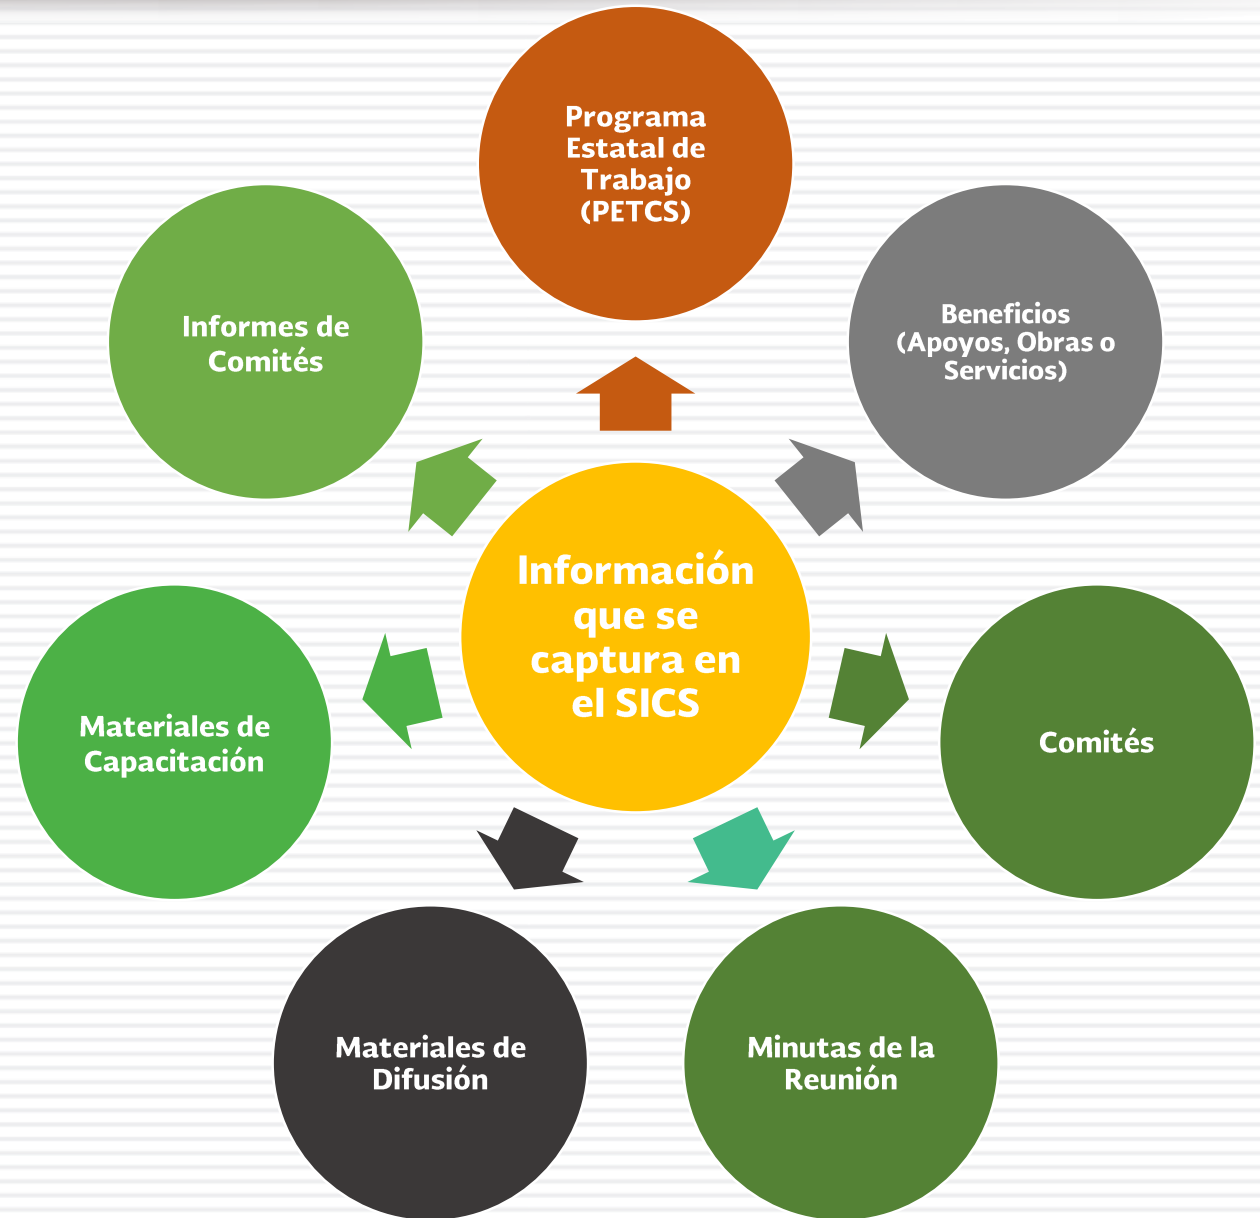 Programa
Estatal de
Trabajo
(PETCS)
Beneficios
(Apoyos, Obras o
Servicios)
Informes de
Comités
Información
que se
captura en
el SICS
Comités
Materiales de
Capacitación
Minutas de la
Reunión
Materiales de
Difusión